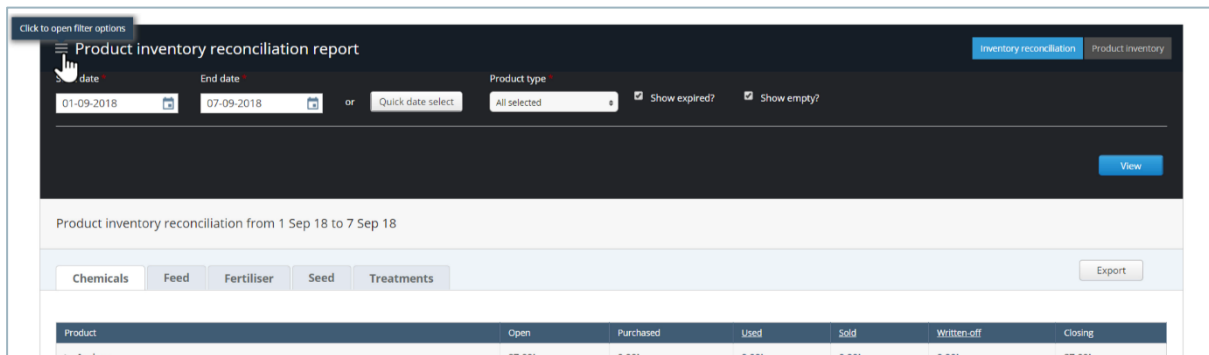 Click to open filter options
Product inventory reconciliation report
Inventory reconciliation Product inventory
date * End date * Product type *
01-09-2018 07-09-2018 or Quick date select All selected Show expired? Show empty?
View
Product inventory reconciliation from 1 Sep 18 to 7 Sep 18
Chemicals Feed Fertiliser Seed Treatments Export
Product Open Purchased Used Sold Written-off Closing